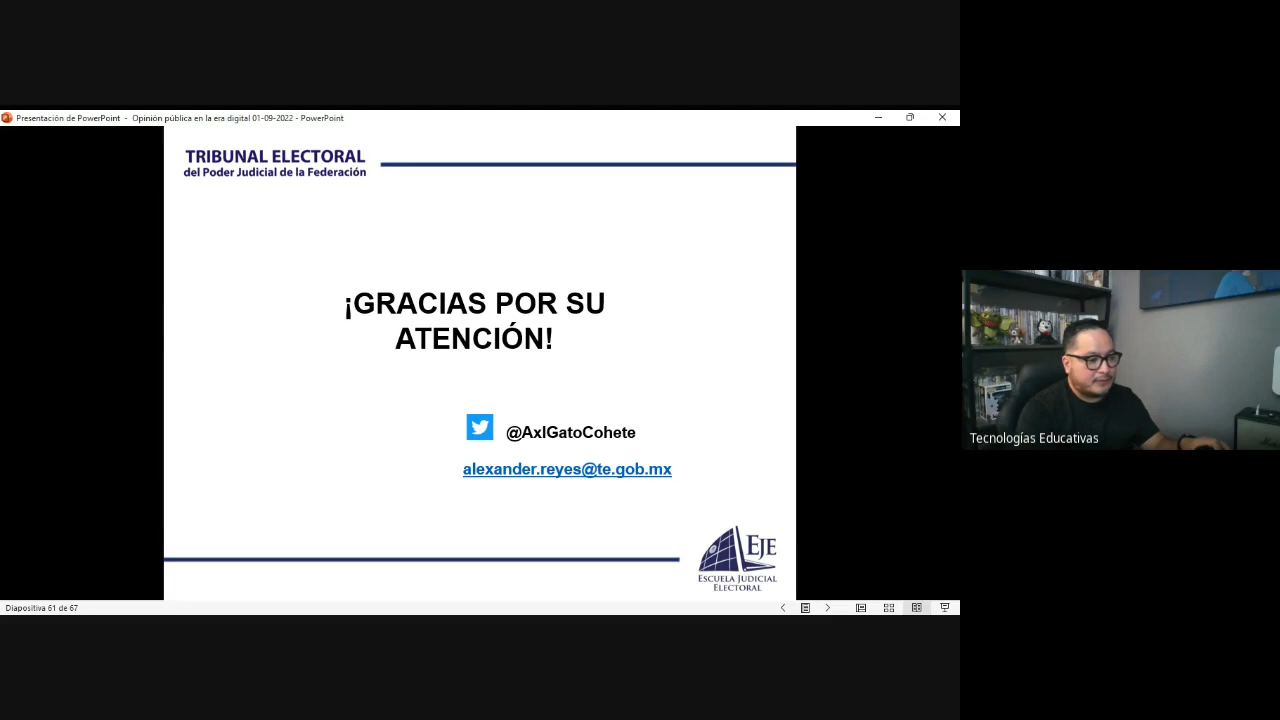 Presentación de PowerPoint - Opinión pública en la era digital 01-09-2022 - PowerPoint
TRIBUNAL ELECTORAL
del Poder Judicial de la Federación
¡GRACIAS POR SU
ATENCIÓN!
@AxlGatoCohete
alexander.reyes@te.gob.mx
EJE
ESCUELA JUDICIAL
ELECTORAL
Diapositiva 61 de 67
Tecnologías Educativas